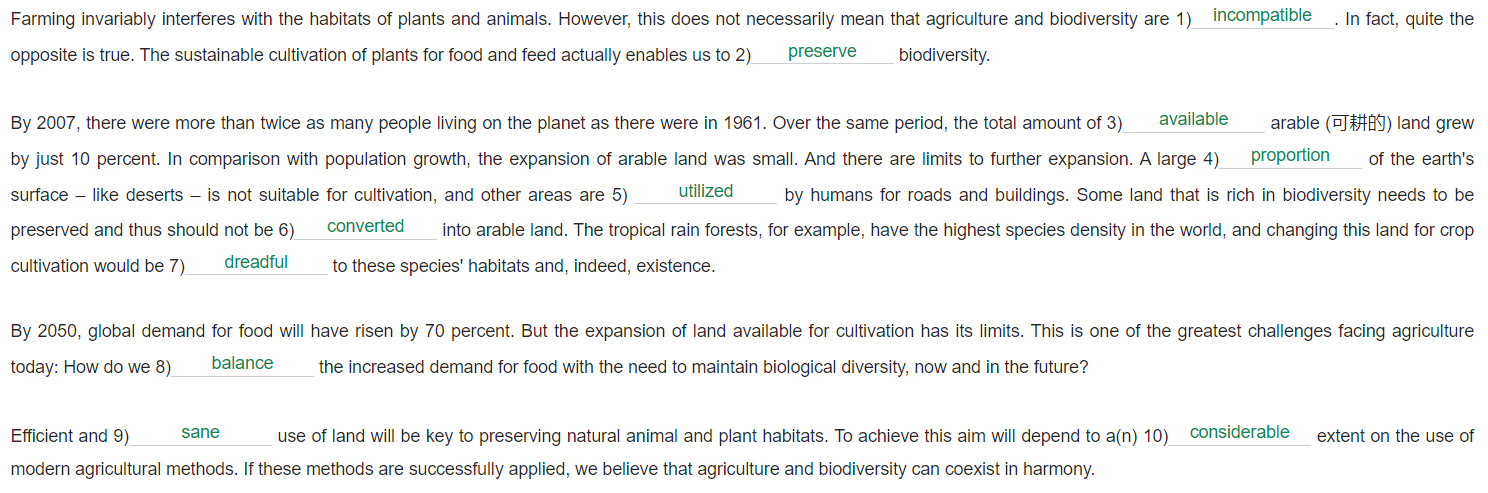 Farming invariably interferes with the habitats of plants and animals. However, this does not necessarily mean that agriculture and biodiversity are 1) incompatible . In fact, quite the
opposite is true. The sustainable cultivation of plants for food and feed actually enables us to 2) preserve biodiversity.
By 2007, there were more than twice as many people living on the planet as there were in 1961. Over the same period, the total amount of 3) available arable (可耕的) land grew
by just 10 percent. In comparison with population growth, the expansion of arable land was small. And there are limits to further expansion. A large 4) proportion of the earth's
surface – like deserts – is not suitable for cultivation, and other areas are 5) utilized by humans for roads and buildings. Some land that is rich in biodiversity needs to be
preserved and thus should not be 6) converted into arable land. The tropical rain forests, for example, have the highest species density in the world, and changing this land for crop
cultivation would be 7) dreadful to these species' habitats and, indeed, existence.
By 2050, global demand for food will have risen by 70 percent. But the expansion of land available for cultivation has its limits. This is one of the greatest challenges facing agriculture
today: How do we 8) balance the increased demand for food with the need to maintain biological diversity, now and in the future?
Efficient and 9) sane use of land will be key to preserving natural animal and plant habitats. To achieve this aim will depend to a(n) 10) considerable extent on the use of
modern agricultural methods. If these methods are successfully applied, we believe that agriculture and biodiversity can coexist in harmony.